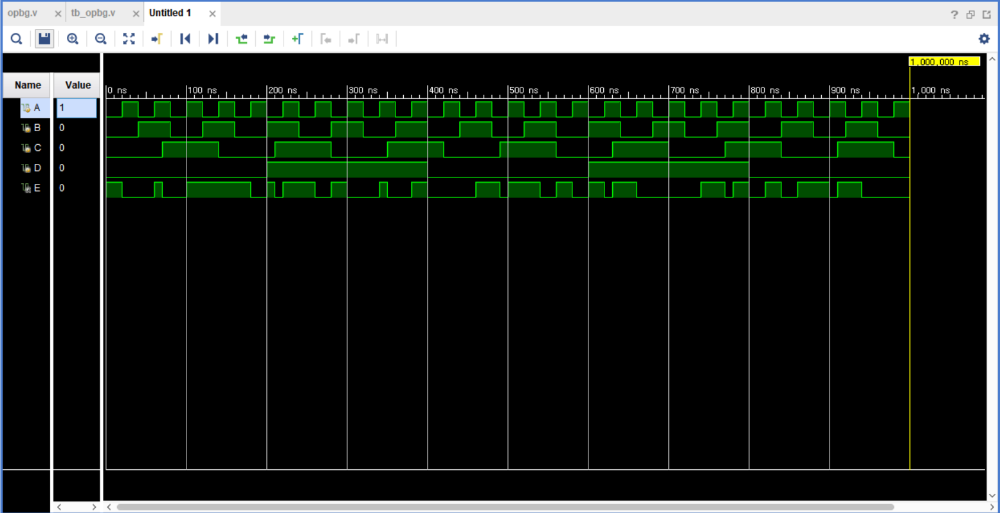 opbg.v × tb_opbg.v × Untitled 1 ×
?
1,000,000 ns
Name Value
0 ns 100 ns 200 ns 300 ns 400 ns 500 ns 600 ns 700 ns 800 ns 900 ns 1,000 ns
A 1
B 0
C 0
D 0
E 0